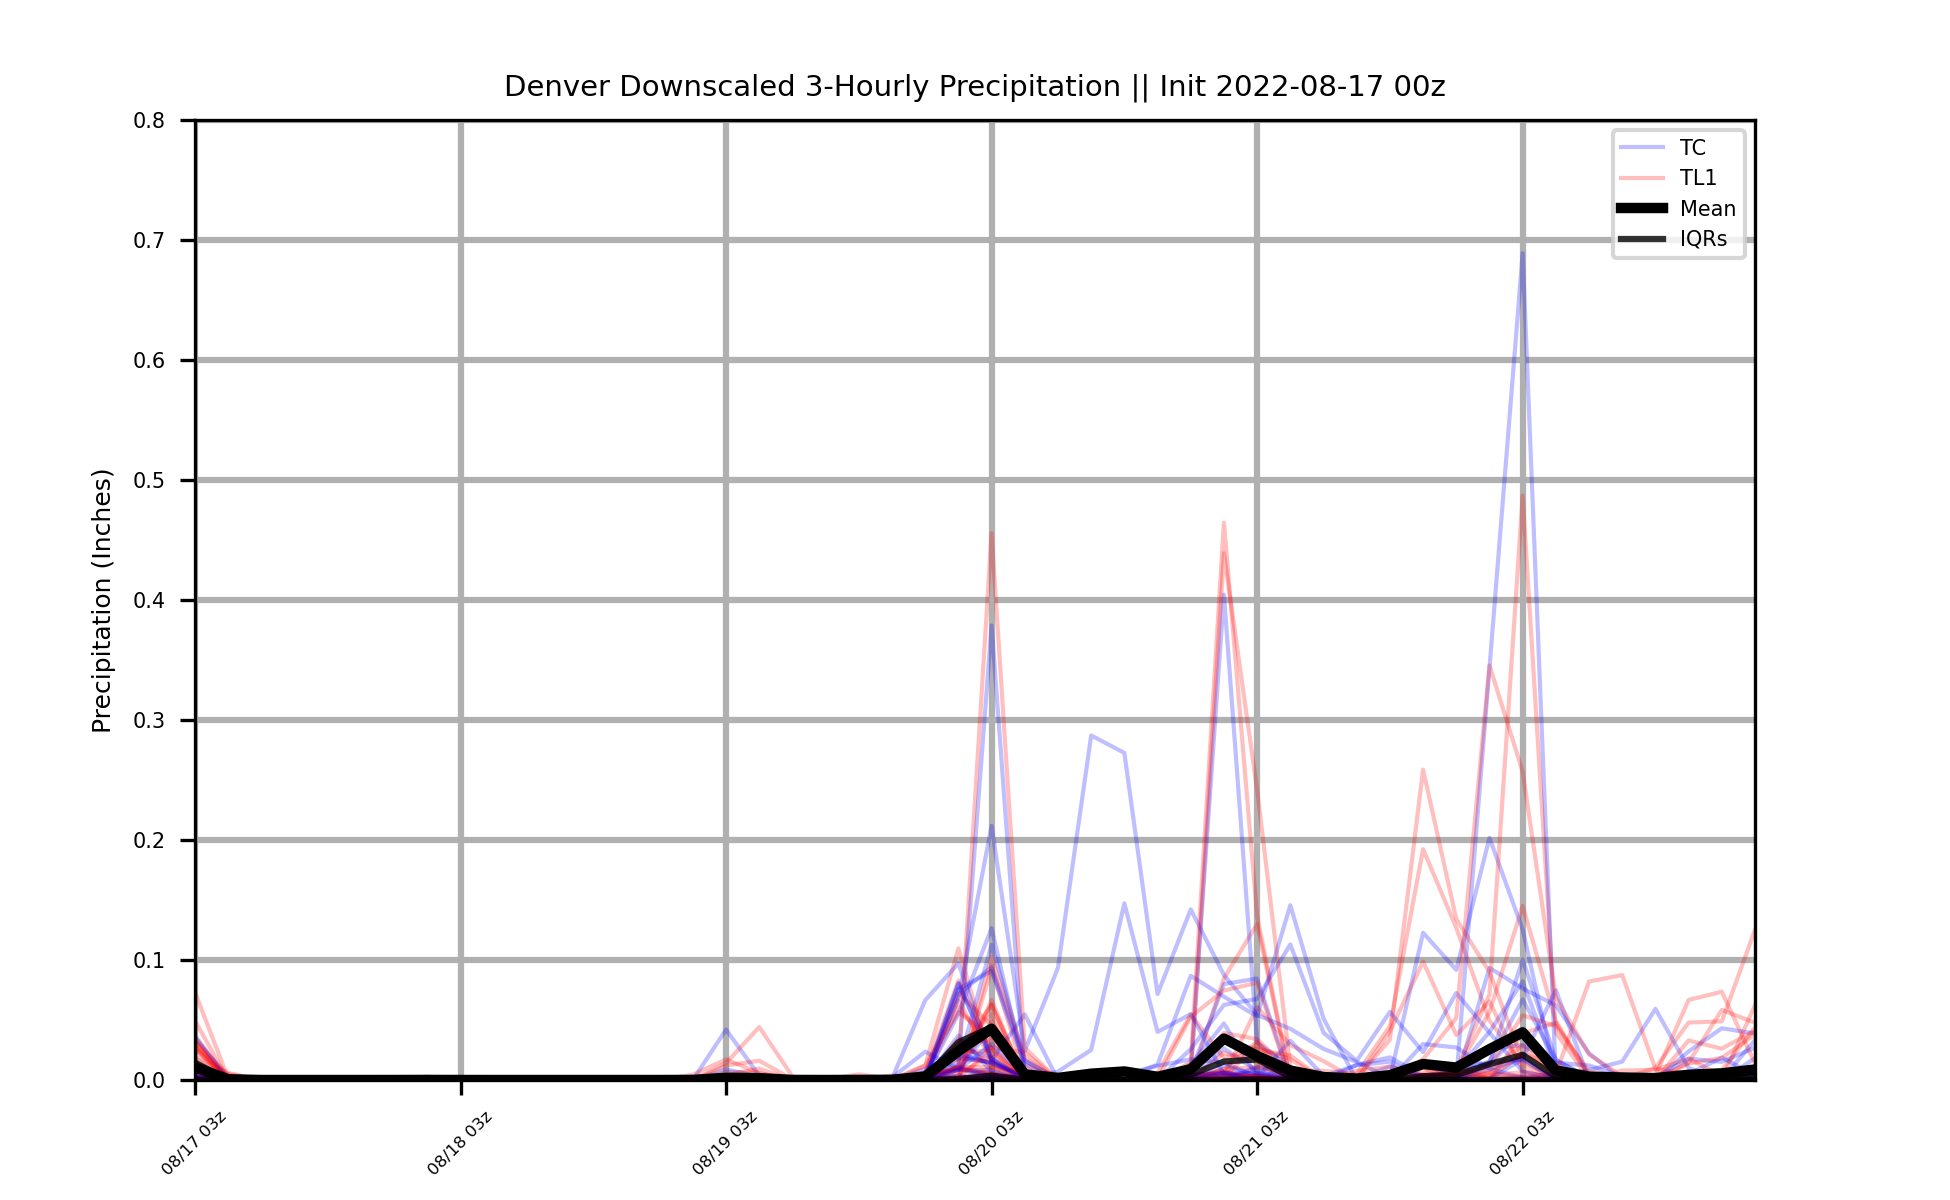 Denver Downscaled 3-Hourly Precipitation || Init 2022-08-17 00z
TC
TL1
Mean
IQRs
Precipitation (Inches)
0.8
0.7
0.6
0.5
0.4
0.3
0.2
0.1
0.0
08/17 03z
08/18 03z
08/19 03z
08/20 03z
08/21 03z
08/22 03z